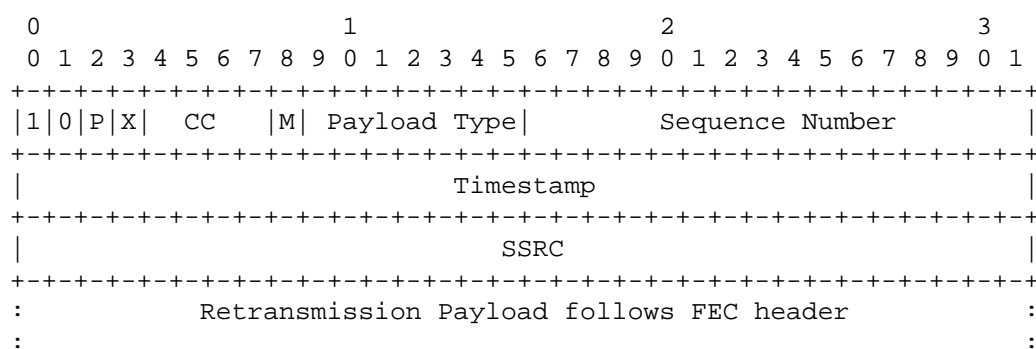 0                   1                   2                   3
 0 1 2 3 4 5 6 7 8 9 0 1 2 3 4 5 6 7 8 9 0 1 2 3 4 5 6 7 8 9 0 1
+-+-+-+-+-+-+-+-+-+-+-+-+-+-+-+-+-+-+-+-+-+-+-+-+-+-+-+-+-+-+-+-+
|1|0|P|X|  CC   |M| Payload Type|        Sequence Number        |
+-+-+-+-+-+-+-+-+-+-+-+-+-+-+-+-+-+-+-+-+-+-+-+-+-+-+-+-+-+-+-+-+
|                           Timestamp                           |
+-+-+-+-+-+-+-+-+-+-+-+-+-+-+-+-+-+-+-+-+-+-+-+-+-+-+-+-+-+-+-+-+
|                              SSRC                             |
+-+-+-+-+-+-+-+-+-+-+-+-+-+-+-+-+-+-+-+-+-+-+-+-+-+-+-+-+-+-+-+-+
:           Retransmission Payload follows FEC header           :
:                                                               :